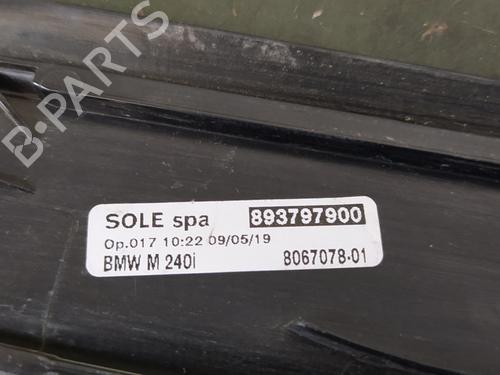 B-PARTS
SOLE spa 893797900
Op.017 10:22 09/05/19
BMW M 240i 8067078-01